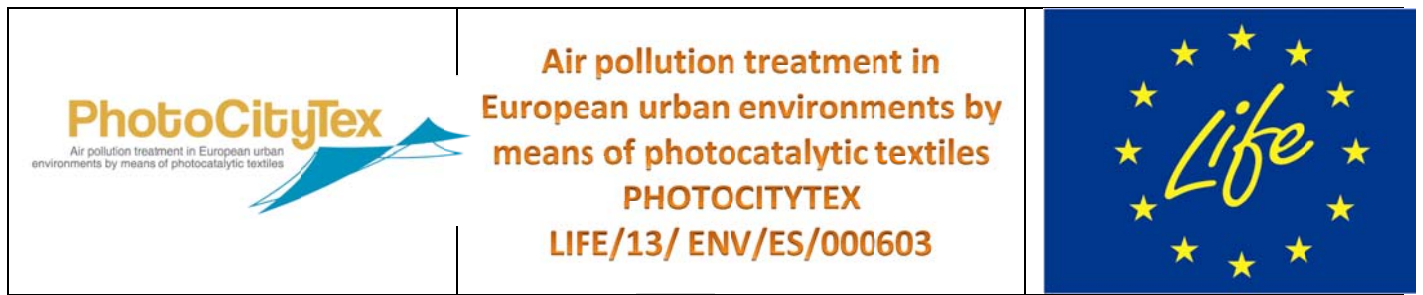 PhotoCityTex
Air pollution treatment in European urban
environments by means of photocatalytic textiles
Air pollution treatment in
European urban environments by
means of photocatalytic textiles
PHOTOCITYTEX
LIFE/13/ ENV/ES/000603
Life